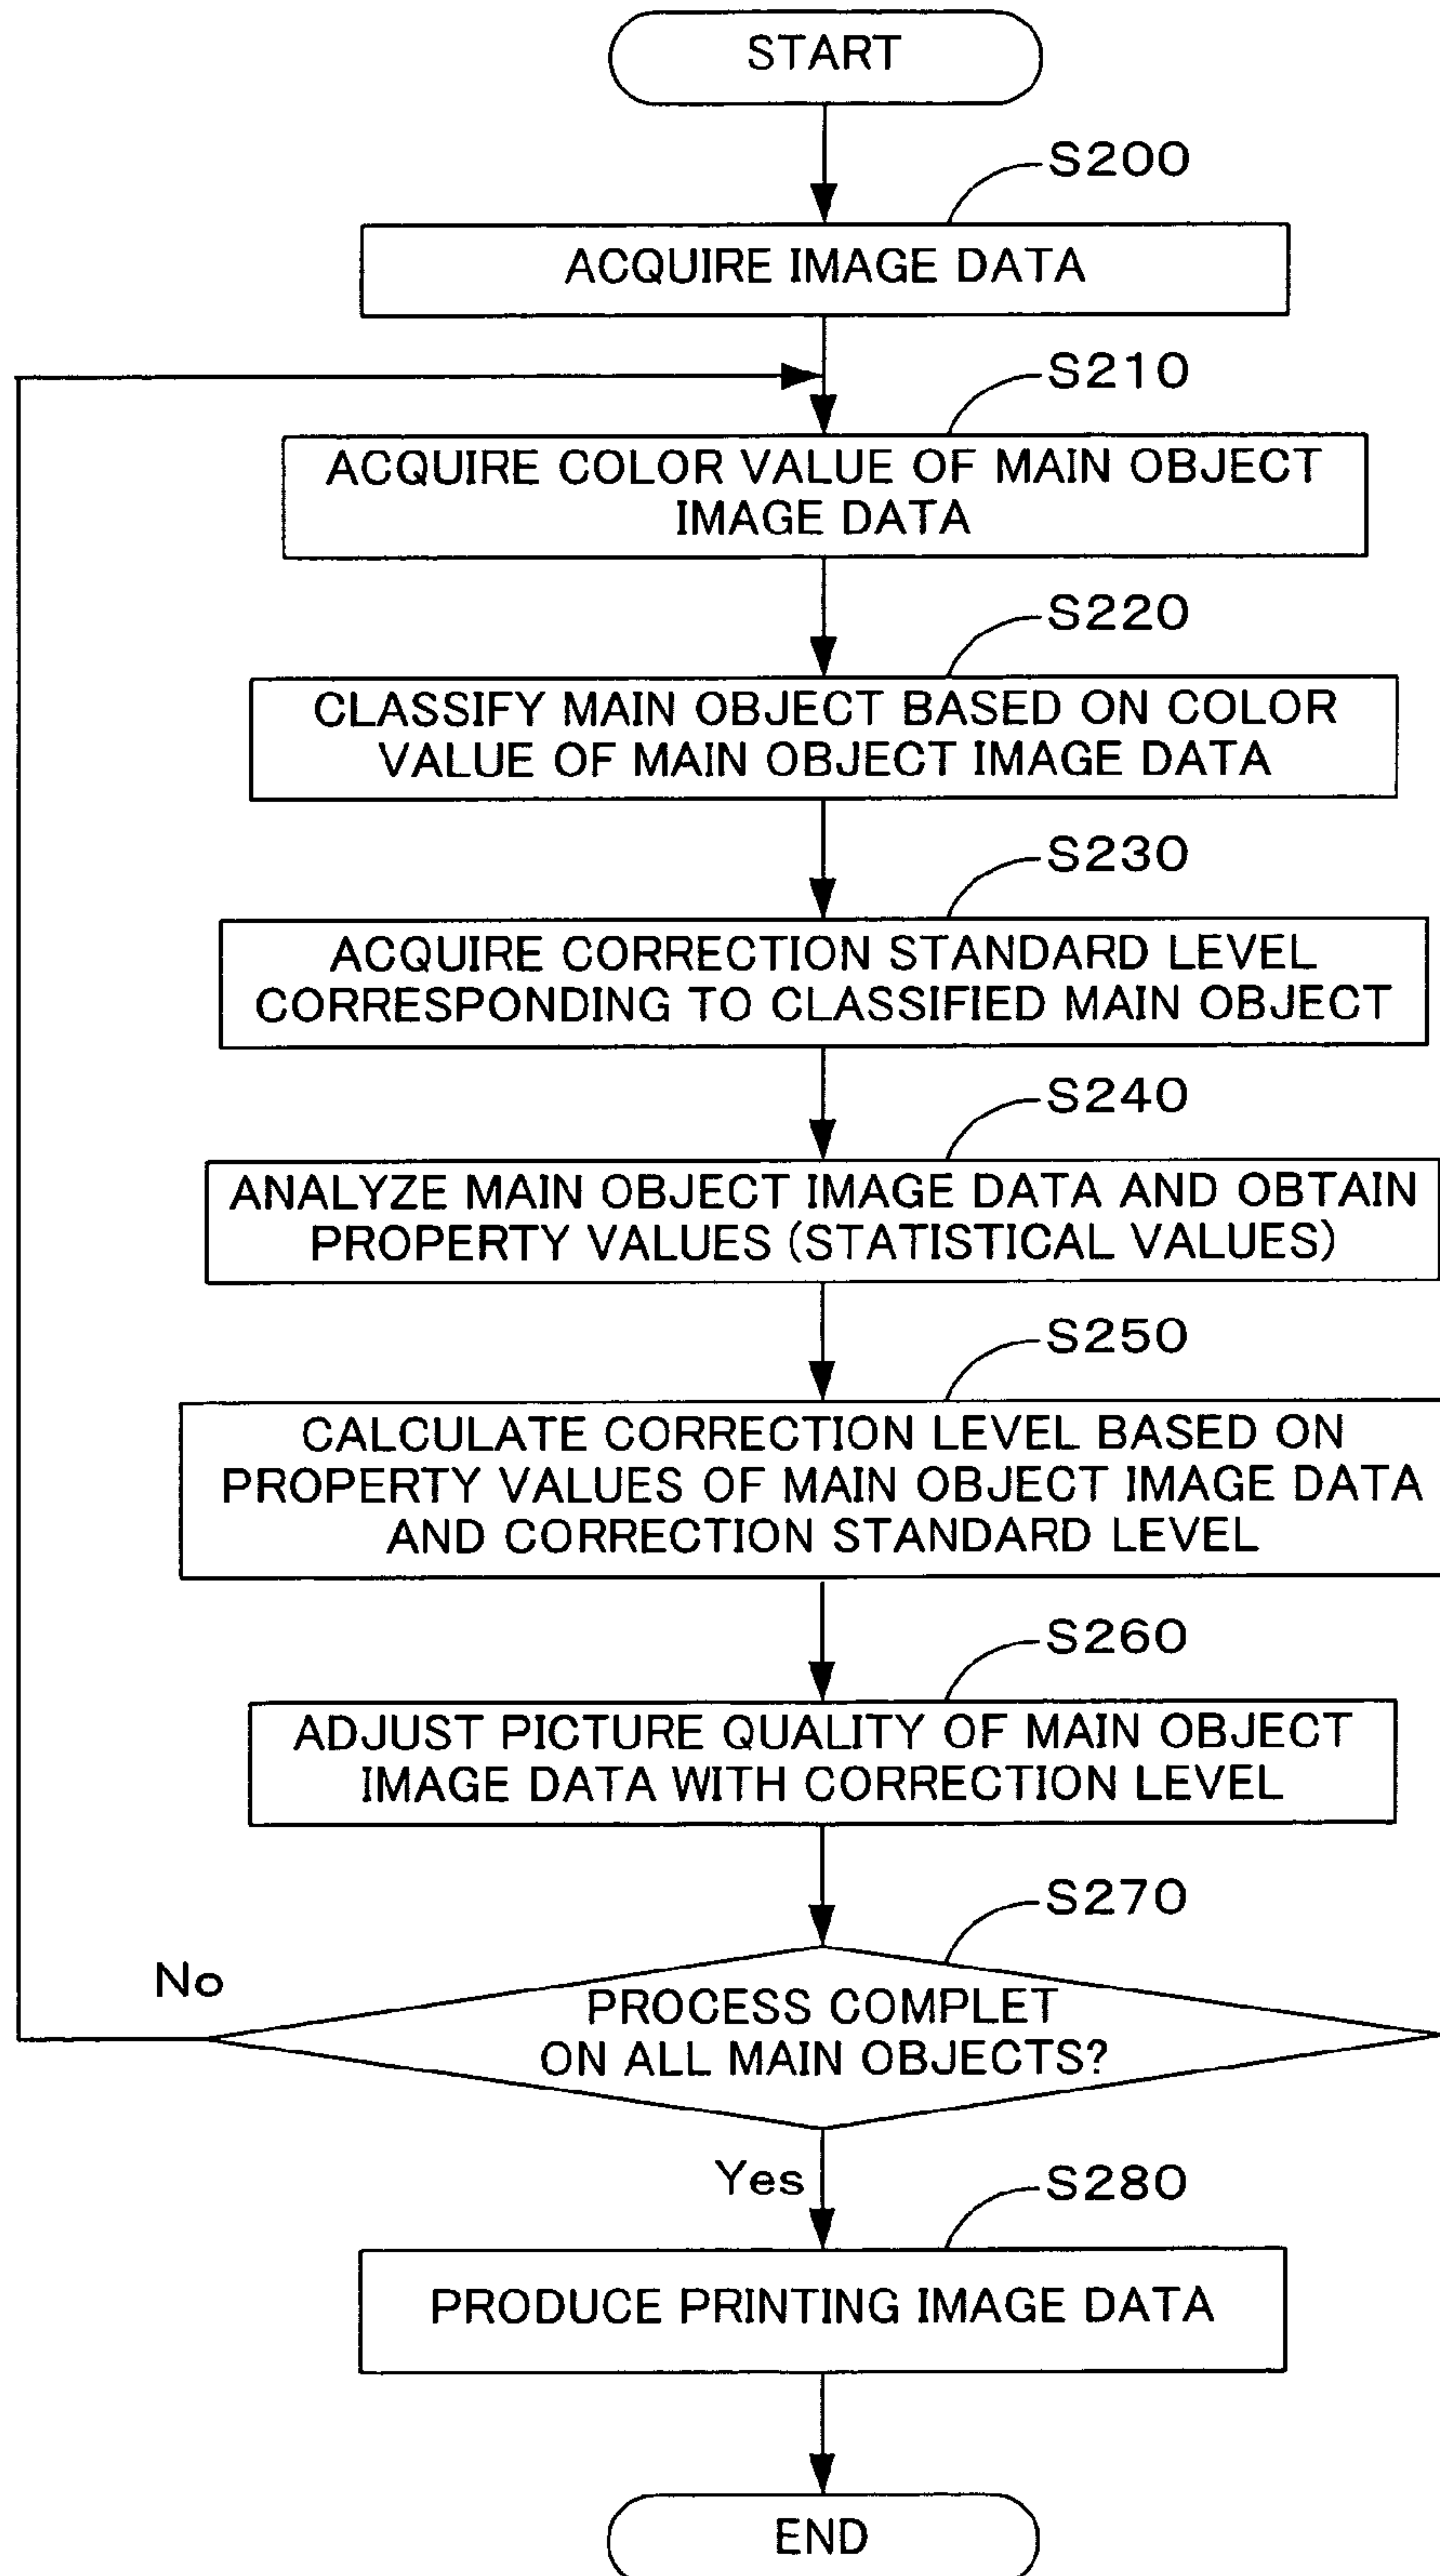 START
S200
ACQUIRE IMAGE DATA
S210
ACQUIRE COLOR VALUE OF MAIN OBJECT
IMAGE DATA
S220
CLASSIFY MAIN OBJECT BASED ON COLOR
VALUE OF MAIN OBJECT IMAGE DATA
S230
ACQUIRE CORRECTION STANDARD LEVEL
CORRESPONDING TO CLASSIFIED MAIN OBJECT
S240
ANALYZE MAIN OBJECT IMAGE DATA AND OBTAIN
PROPERTY VALUES (STATISTICAL VALUES)
S250
CALCULATE CORRECTION LEVEL BASED ON
PROPERTY VALUES OF MAIN OBJECT IMAGE DATA
AND CORRECTION STANDARD LEVEL
S260
ADJUST PICTURE QUALITY OF MAIN OBJECT
IMAGE DATA WITH CORRECTION LEVEL
S270
No
PROCESS COMPLET
ON ALL MAIN OBJECTS?
Yes
S280
PRODUCE PRINTING IMAGE DATA
END